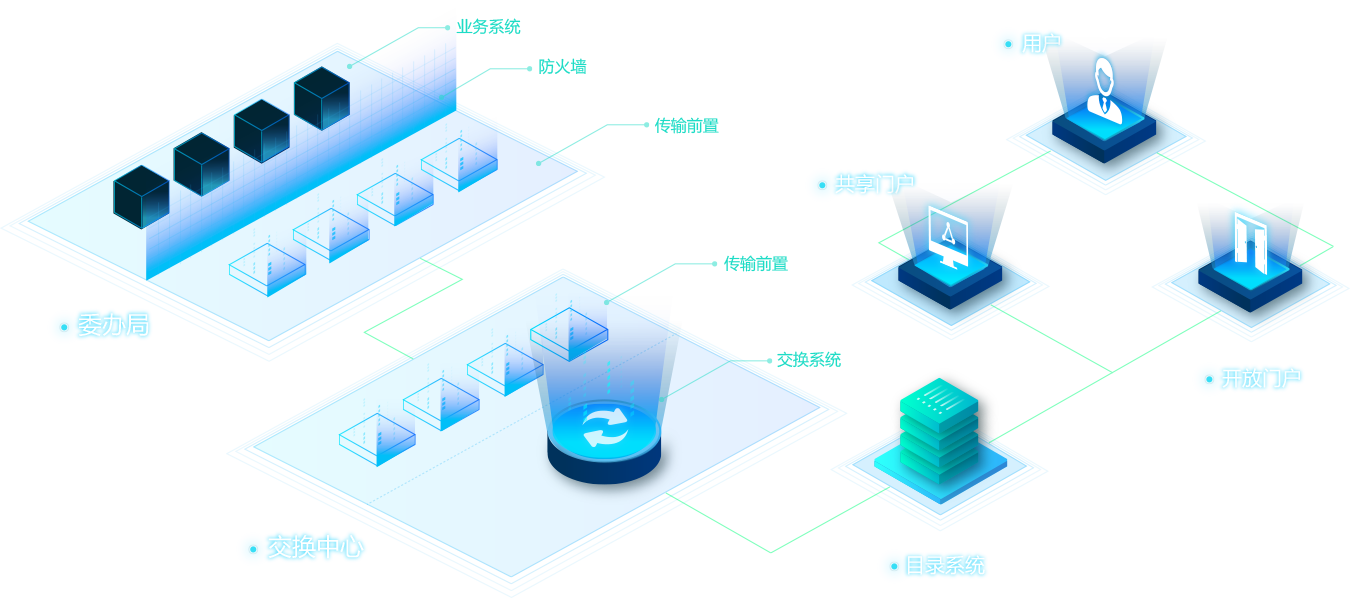 业务系统
防火墙
传输前置
委办局
传输前置
交换系统
交换中心
用户
共享门户
开放门户
目录系统